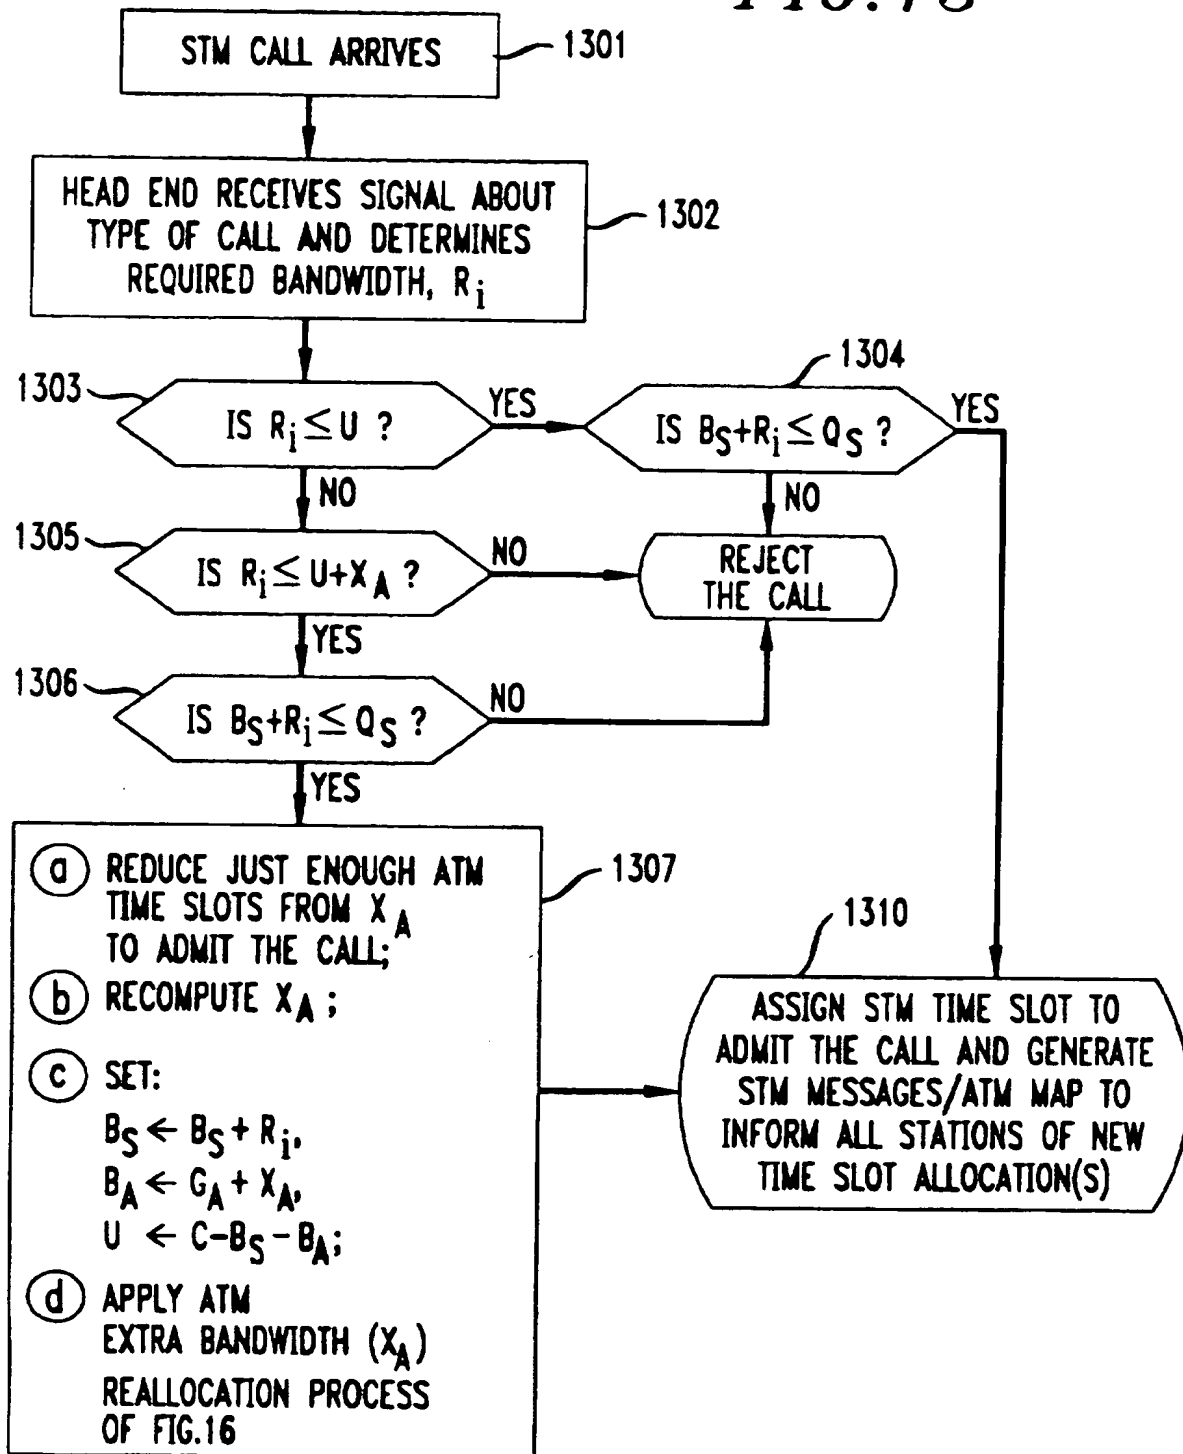 STM CALL ARRIVES
1301
HEAD END RECEIVES SIGNAL ABOUT
TYPE OF CALL AND DETERMINES
REQUIRED BANDWIDTH, Ri
1302
1303
IS Ri ≤ U ?
YES
NO
1304
IS BS+Ri ≤ QS ?
YES
NO
1305
IS Ri ≤ U+XA ?
NO
YES
REJECT
THE CALL
1306
IS BS+Ri ≤ QS ?
NO
YES
1307
a REDUCE JUST ENOUGH ATM
TIME SLOTS FROM XA
TO ADMIT THE CALL;
b RECOMPUTE XA ;
c SET:
BS ← BS + Ri,
BA ← GA + XA,
U ← C-BS - BA;
d APPLY ATM
EXTRA BANDWIDTH (XA)
REALLOCATION PROCESS
OF FIG.16
1310
ASSIGN STM TIME SLOT TO
ADMIT THE CALL AND GENERATE
STM MESSAGES/ATM MAP TO
INFORM ALL STATIONS OF NEW
TIME SLOT ALLOCATION(S)